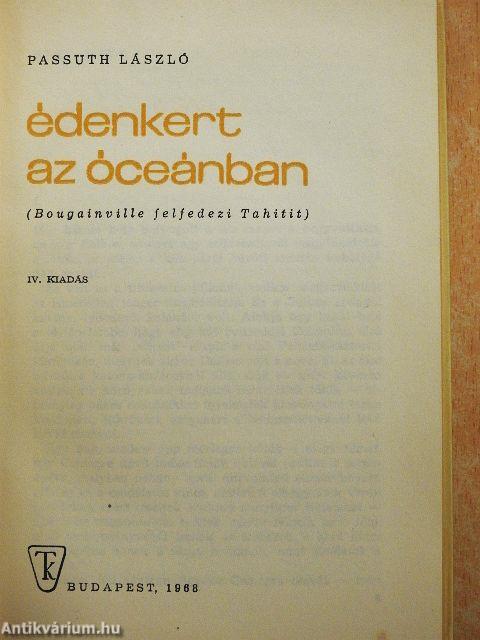 PASSUTH LÁSZLÓ
édenkert
az óceánban
(Bougainville felfedezi Tahitit)
IV. KIADÁS
TK
BUDAPEST, 1968
Antikvárium.hu